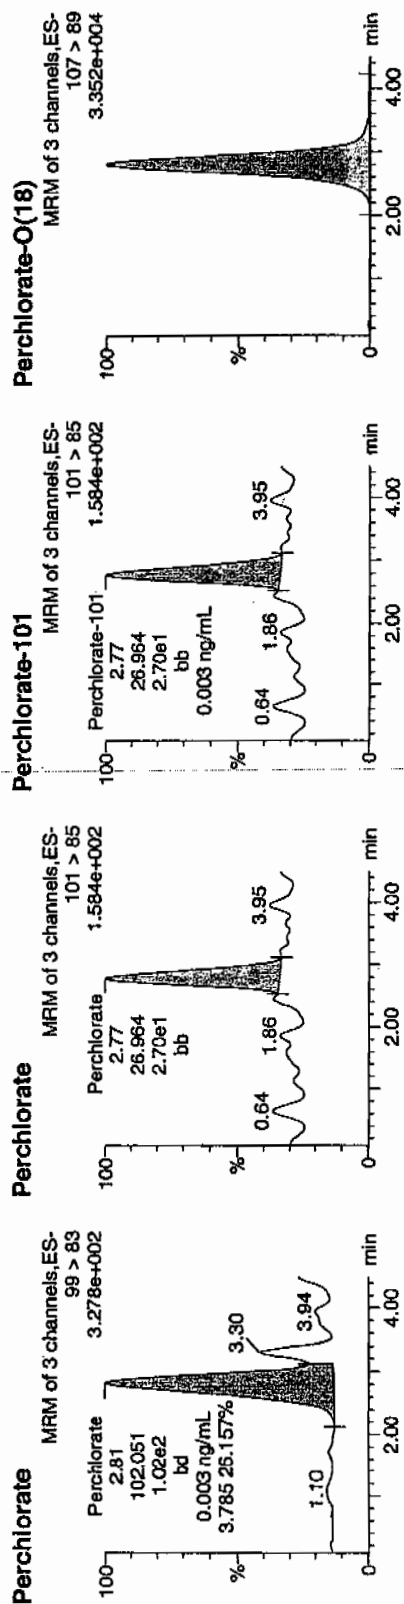 Perchlorate
MRM of 3 channels,ES-
99 > 83
3.278e+002
100
Perchlorate
2.81
102.051
1.02e2
bd
0.003 ng/mL
3.785 26.157%
3.30
%
1.10
3.94
0
2.00
4.00
min
Perchlorate
MRM of 3 channels,ES-
101 > 85
1.584e+002
100
Perchlorate
2.77
26.964
2.70e1
bb
%
0.64
1.86
3.95
0
2.00
4.00
min
Perchlorate-101
MRM of 3 channels,ES-
101 > 85
1.584e+002
100
Perchlorate-101
2.77
26.964
2.70e1
bb
0.003 ng/mL
%
0.64
1.86
3.95
0
2.00
4.00
min
Perchlorate-O(18)
MRM of 3 channels,ES-
107 > 89
3.352e+004
100
%
0
2.00
4.00
min